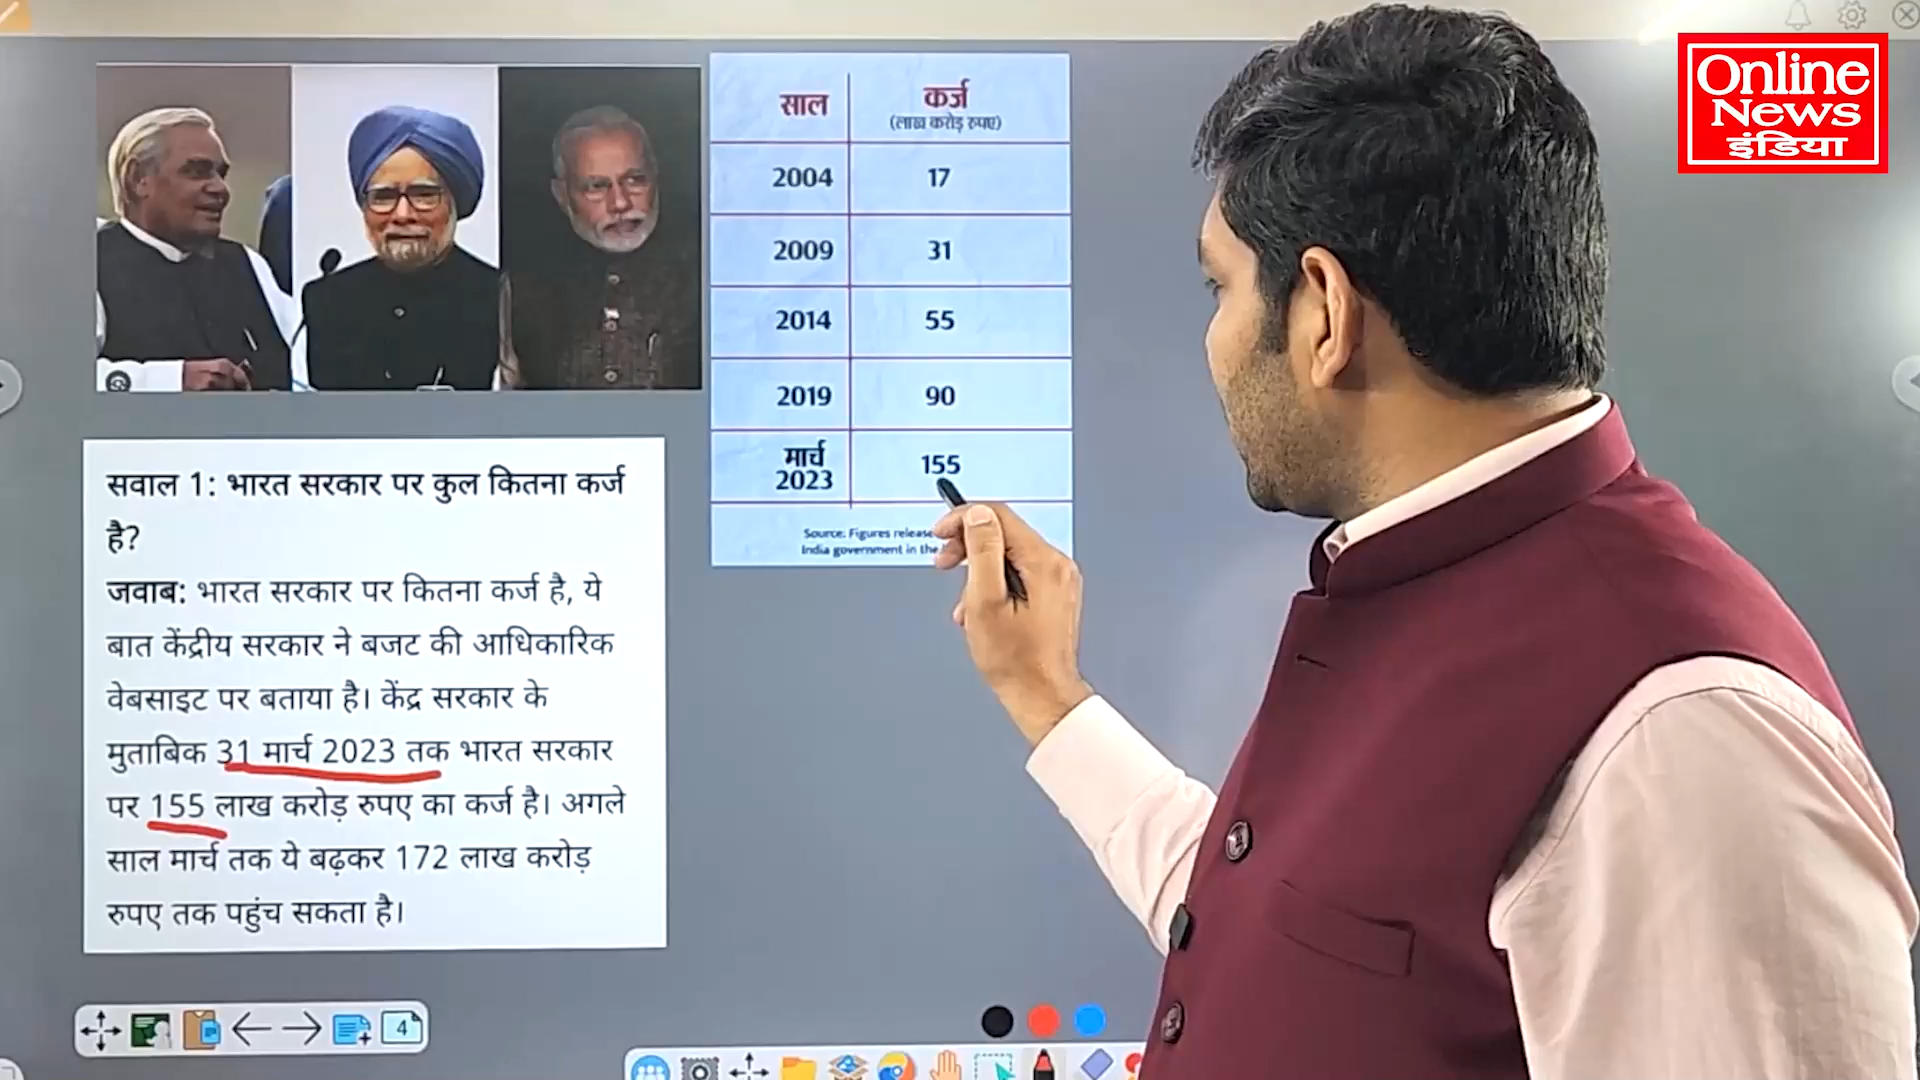 Online
News
इंडिया
साल कर्ज
(लाख करोड़ रुपए)
2004 17
2009 31
2014 55
2019 90
मार्च
2023 155
Source: Figures release
India government in the
सवाल 1: भारत सरकार पर कुल कितना कर्ज
है?
जवाब: भारत सरकार पर कितना कर्ज है, ये
बात केंद्रीय सरकार ने बजट की आधिकारिक
वेबसाइट पर बताया है। केंद्र सरकार के
मुताबिक 31 मार्च 2023 तक भारत सरकार
पर 155 लाख करोड़ रुपए का कर्ज है। अगले
साल मार्च तक ये बढ़कर 172 लाख करोड़
रुपए तक पहुंच सकता है।
4